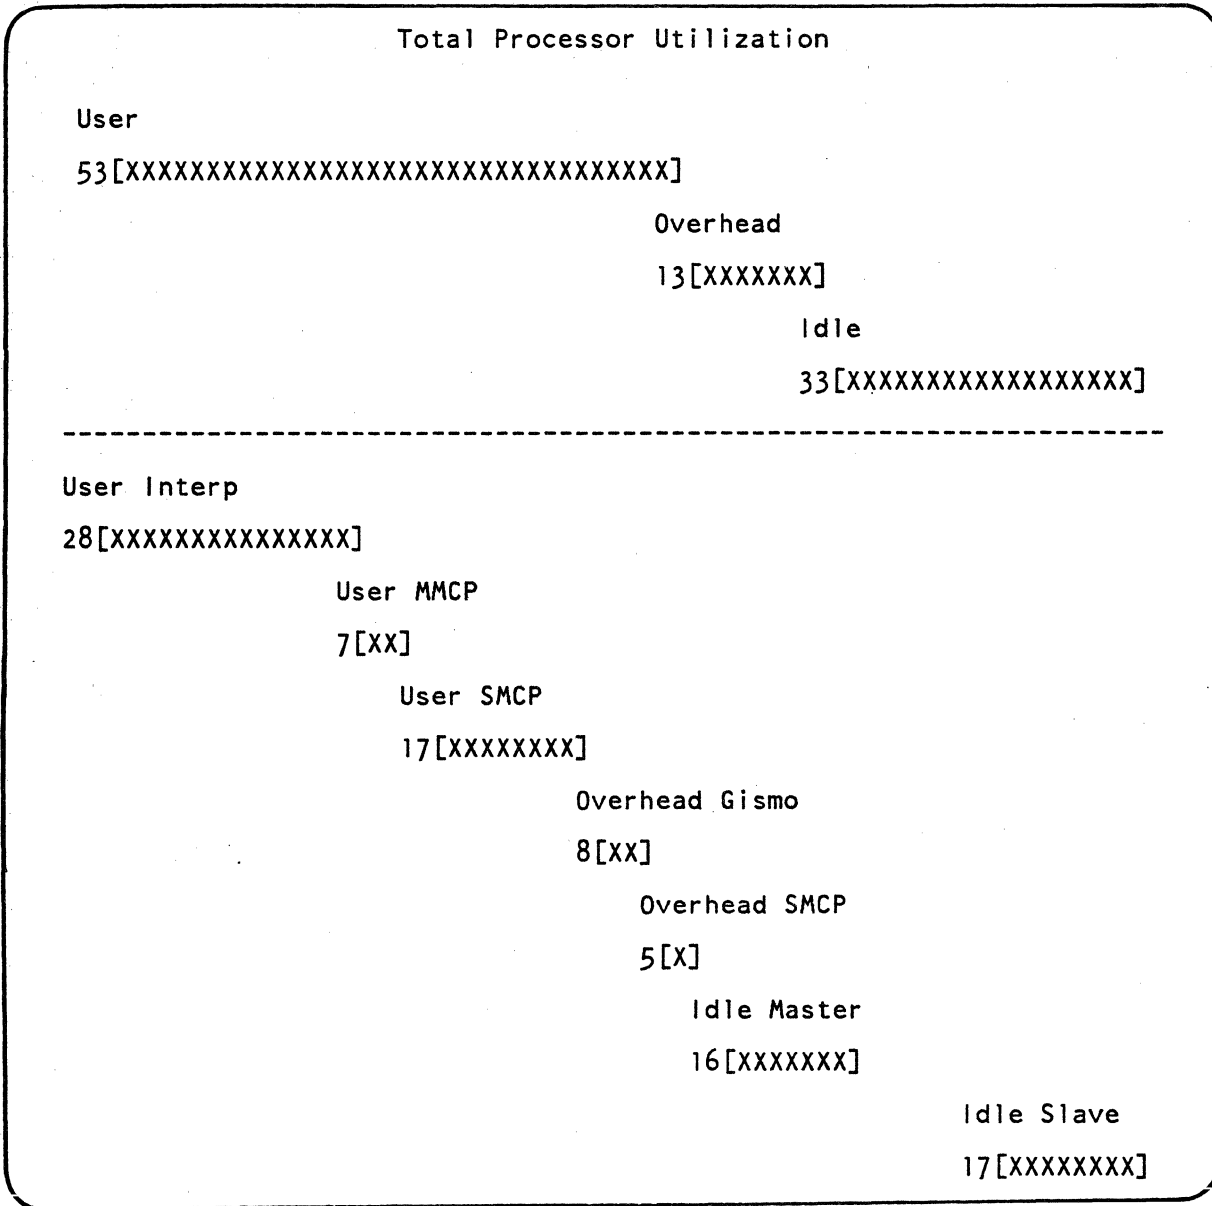 Total Processor Utilization
User
53[XXXXXXXXXXXXXXXXXXXXXXXXXXXXXXXXXX]
Overhead
13[XXXXXXX]
Idle
33[XXXXXXXXXXXXXXXXXX]
User Interp
28[XXXXXXXXXXXXXXX]
User MMCP
7[XX]
User SMCP
17[XXXXXXXX]
Overhead Gismo
8[XX]
Overhead SMCP
5[X]
Idle Master
16[XXXXXXX]
Idle Slave
17[XXXXXXXX]